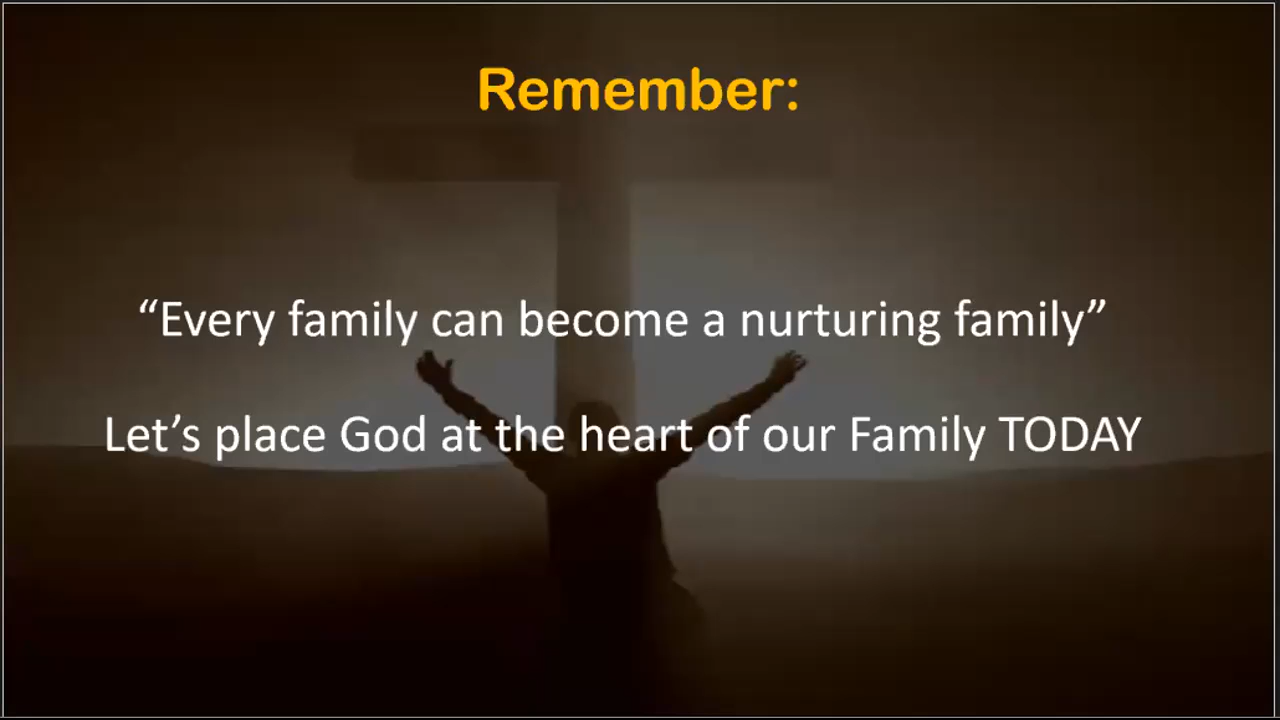 Remember:
“Every family can become a nurturing family”
Let’s place God at the heart of our Family TODAY